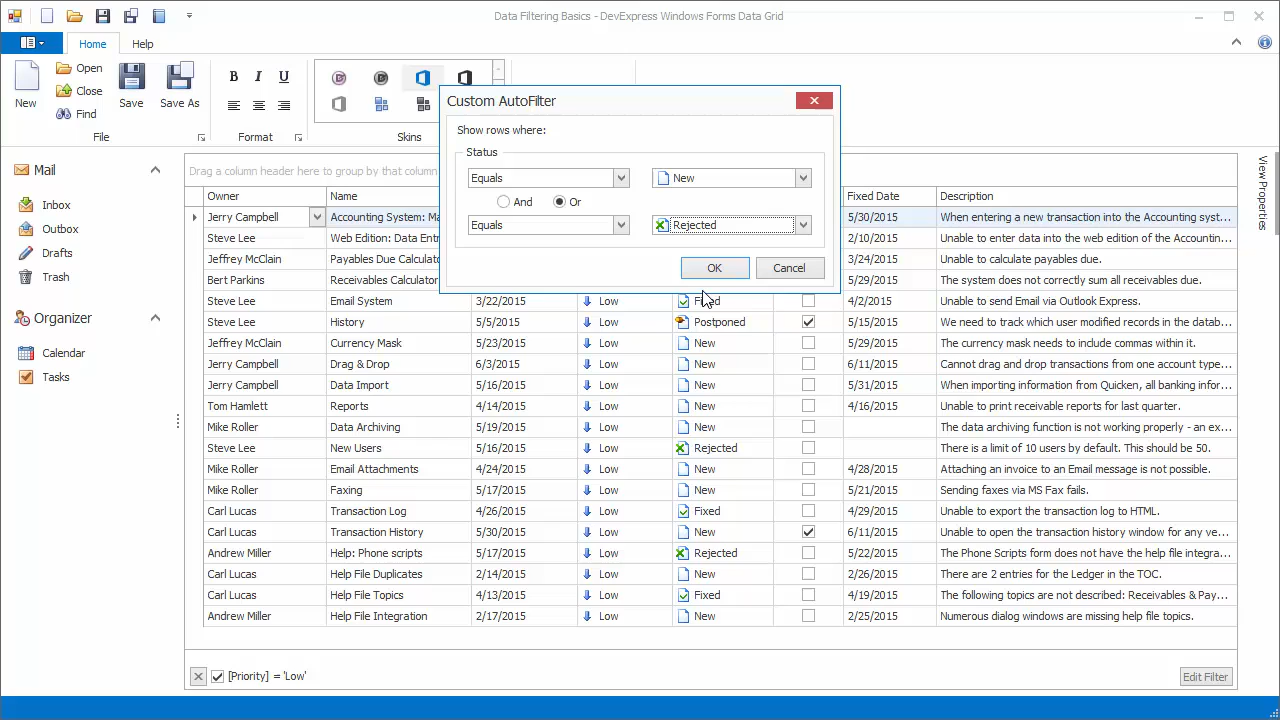 Data Filtering Basics - DevExpress Windows Forms Data Grid
Home Help
New Open Close Find Save Save As
B I U
File Format Skins
Custom AutoFilter
Show rows where:
Status
Equals New
And Or
Equals Rejected
OK Cancel
Mail
Inbox
Outbox
Drafts
Trash
Organizer
Calendar
Tasks
View Properties
Drag a column header here to group by that column
Owner Name Fixed Date Description
Jerry Campbell Accounting System: Ma 5/30/2015 When entering a new transaction into the Accounting syst...
Steve Lee Web Edition: Data Entr 2/10/2015 Unable to enter data into the web edition of the Accountin...
Jeffrey McClain Payables Due Calculato 3/24/2015 Unable to calculate payables due.
Bert Parkins Receivables Calculator 5/29/2015 The system does not correctly sum all receivables due.
Steve Lee Email System 3/22/2015 Low Fixed 4/2/2015 Unable to send Email via Outlook Express.
Steve Lee History 5/5/2015 Low Postponed 5/15/2015 We need to track which user modified records in the datab...
Jeffrey McClain Currency Mask 5/23/2015 Low New 5/29/2015 The currency mask needs to include commas within it.
Jerry Campbell Drag & Drop 6/3/2015 Low New 6/11/2015 Cannot drag and drop transactions from one account type...
Jerry Campbell Data Import 5/16/2015 Low New 5/31/2015 When importing information from Quicken, all banking infor...
Tom Hamlett Reports 4/14/2015 Low New 4/16/2015 Unable to print receivable reports for last quarter.
Mike Roller Data Archiving 5/19/2015 Low New The data archiving function is not working properly - an ex...
Steve Lee New Users 5/16/2015 Low Rejected There is a limit of 10 users by default. This should be 50.
Mike Roller Email Attachments 4/24/2015 Low New 4/28/2015 Attaching an invoice to an Email message is not possible.
Mike Roller Faxing 5/17/2015 Low New 5/21/2015 Sending faxes via MS Fax fails.
Carl Lucas Transaction Log 4/26/2015 Low Fixed 4/29/2015 Unable to export the transaction log to HTML.
Carl Lucas Transaction History 5/30/2015 Low New 6/11/2015 Unable to open the transaction history window for any ve...
Andrew Miller Help: Phone scripts 5/17/2015 Low Rejected 5/22/2015 The Phone Scripts form does not have the help file integra...
Carl Lucas Help File Duplicates 2/14/2015 Low New 2/26/2015 There are 2 entries for the Ledger in the TOC.
Carl Lucas Help File Topics 4/13/2015 Low Fixed 4/19/2015 The following topics are not described: Receivables & Pay...
Andrew Miller Help File Integration 2/17/2015 Low New 2/25/2015 Numerous dialog windows are missing help file topics.
[Priority] = 'Low' Edit Filter